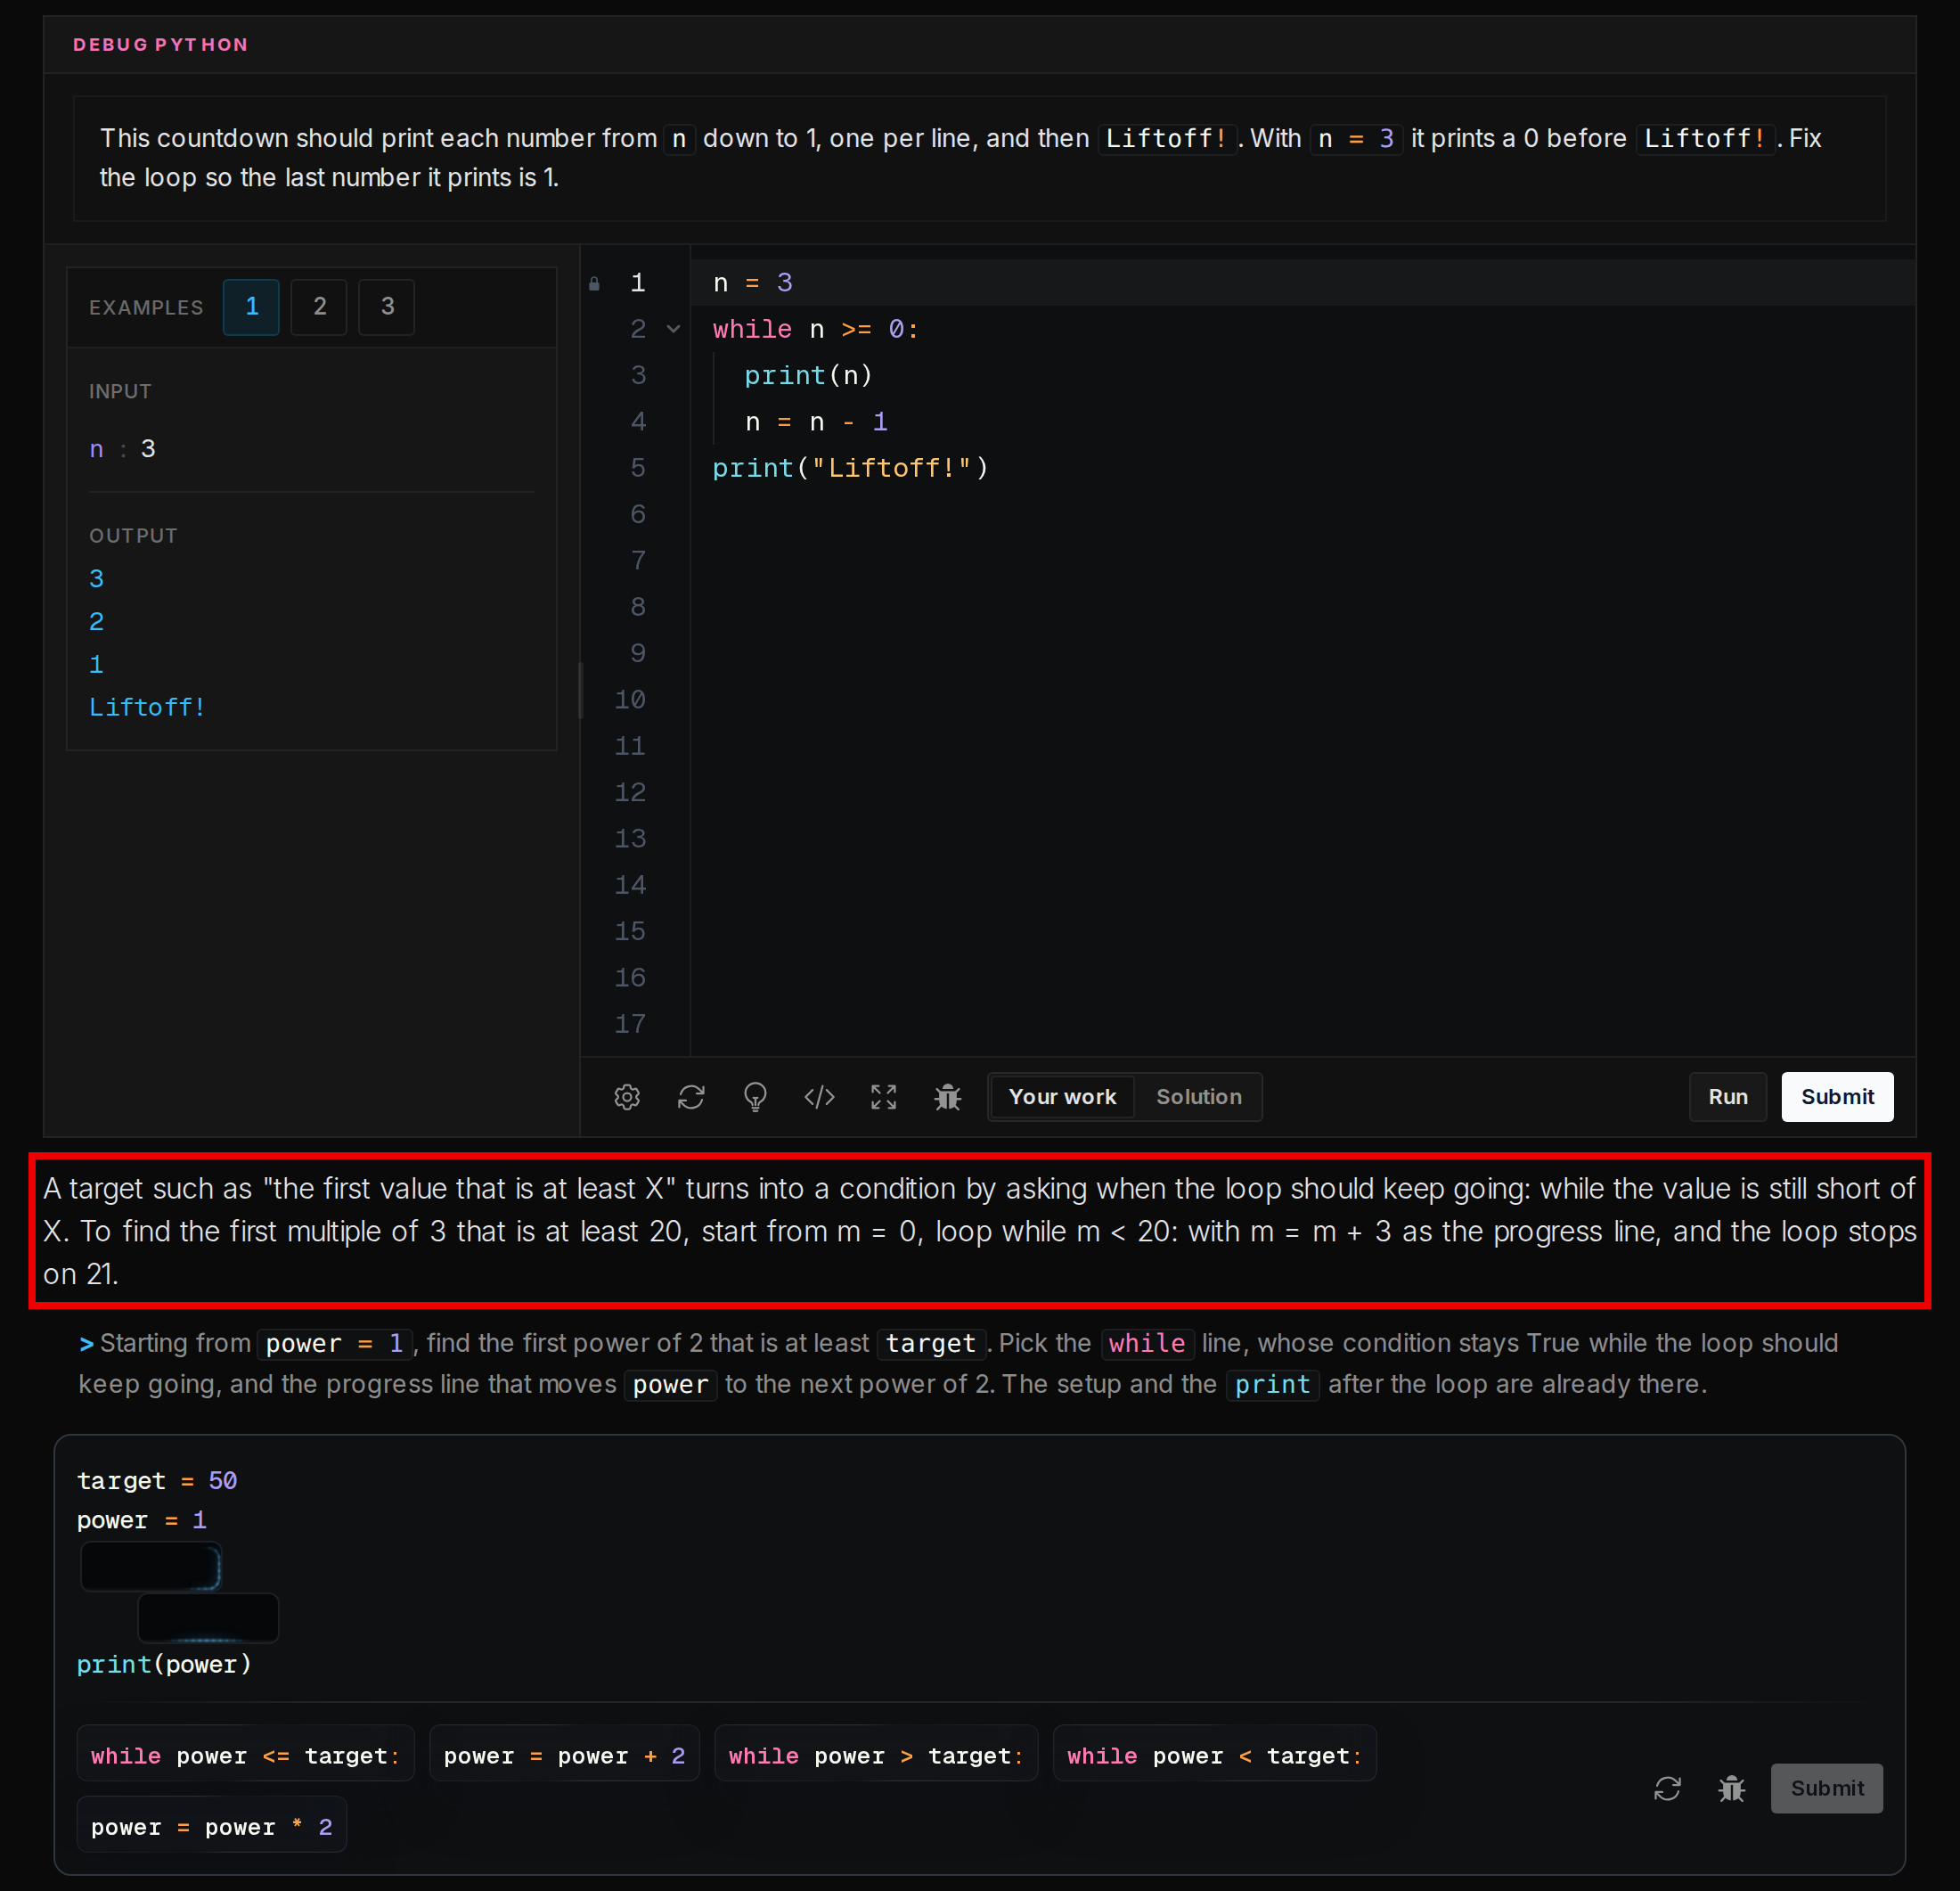 DEBUG PYTHON
This countdown should print each number from n down to 1, one per line, and then Liftoff!. With n = 3 it prints a 0 before Liftoff!. Fix
the loop so the last number it prints is 1.
EXAMPLES 1 2 3
INPUT
n : 3
OUTPUT
3
2
1
Liftoff!
1 n = 3
2 while n >= 0:
3 print(n)
4 n = n - 1
5 print("Liftoff!")
6
7
8
9
10
11
12
13
14
15
16
17
Your work Solution Run Submit
A target such as "the first value that is at least X" turns into a condition by asking when the loop should keep going: while the value is still short of
X. To find the first multiple of 3 that is at least 20, start from m = 0, loop while m < 20: with m = m + 3 as the progress line, and the loop stops
on 21.
> Starting from power = 1, find the first power of 2 that is at least target. Pick the while line, whose condition stays True while the loop should
keep going, and the progress line that moves power to the next power of 2. The setup and the print after the loop are already there.
target = 50
power = 1
print(power)
while power <= target: power = power + 2 while power > target: while power < target:
power = power * 2
Submit